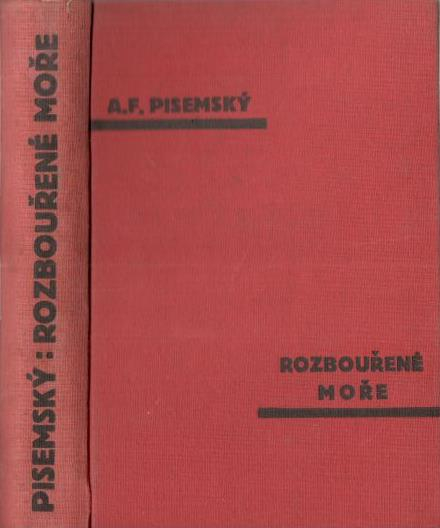 PISEMSKÝ: ROZBOUŘENÉ MOŘE
A.F. PISEMSKÝ
ROZBOUŘENÉ
MOŘE